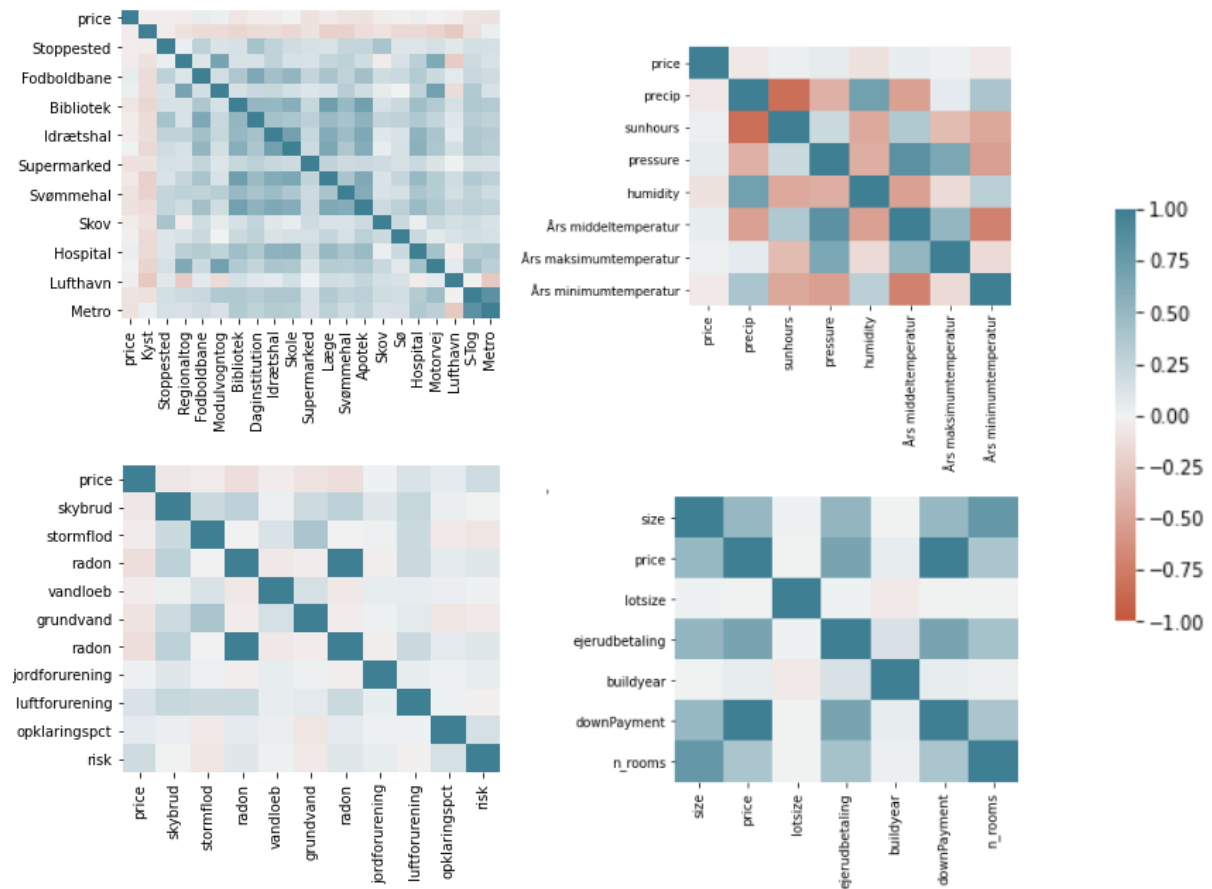 price
Stoppested
Fodboldbane
Bibliotek
Idrætshal
Supermarked
Svømmehal
Skov
Hospital
Lufthavn
Metro
price
Kyst
Stoppested
Regionaltog
Fodboldbane
Modulvogntog
Bibliotek
Daginstitution
Idrætshal
Skole
Supermarked
Læge
Svømmehal
Apotek
Skov
Sø
Hospital
Motorvej
Lufthavn
S-Tog
Metro
price
precip
sunhours
pressure
humidity
Års middeltemperatur
Års maksimumtemperatur
Års minimumtemperatur
price
precip
sunhours
pressure
humidity
Års middeltemperatur
Års maksimumtemperatur
Års minimumtemperatur
1.00
0.75
0.50
0.25
0.00
−0.25
−0.50
−0.75
−1.00
price
skybrud
stormflod
radon
vandloeb
grundvand
radon
jordforurening
luftforurening
opklaringspct
risk
price
skybrud
stormflod
radon
vandloeb
grundvand
radon
jordforurening
luftforurening
opklaringspct
risk
size
price
lotsize
ejerudbetaling
buildyear
downPayment
n_rooms
size
price
lotsize
ejerudbetaling
buildyear
downPayment
n_rooms